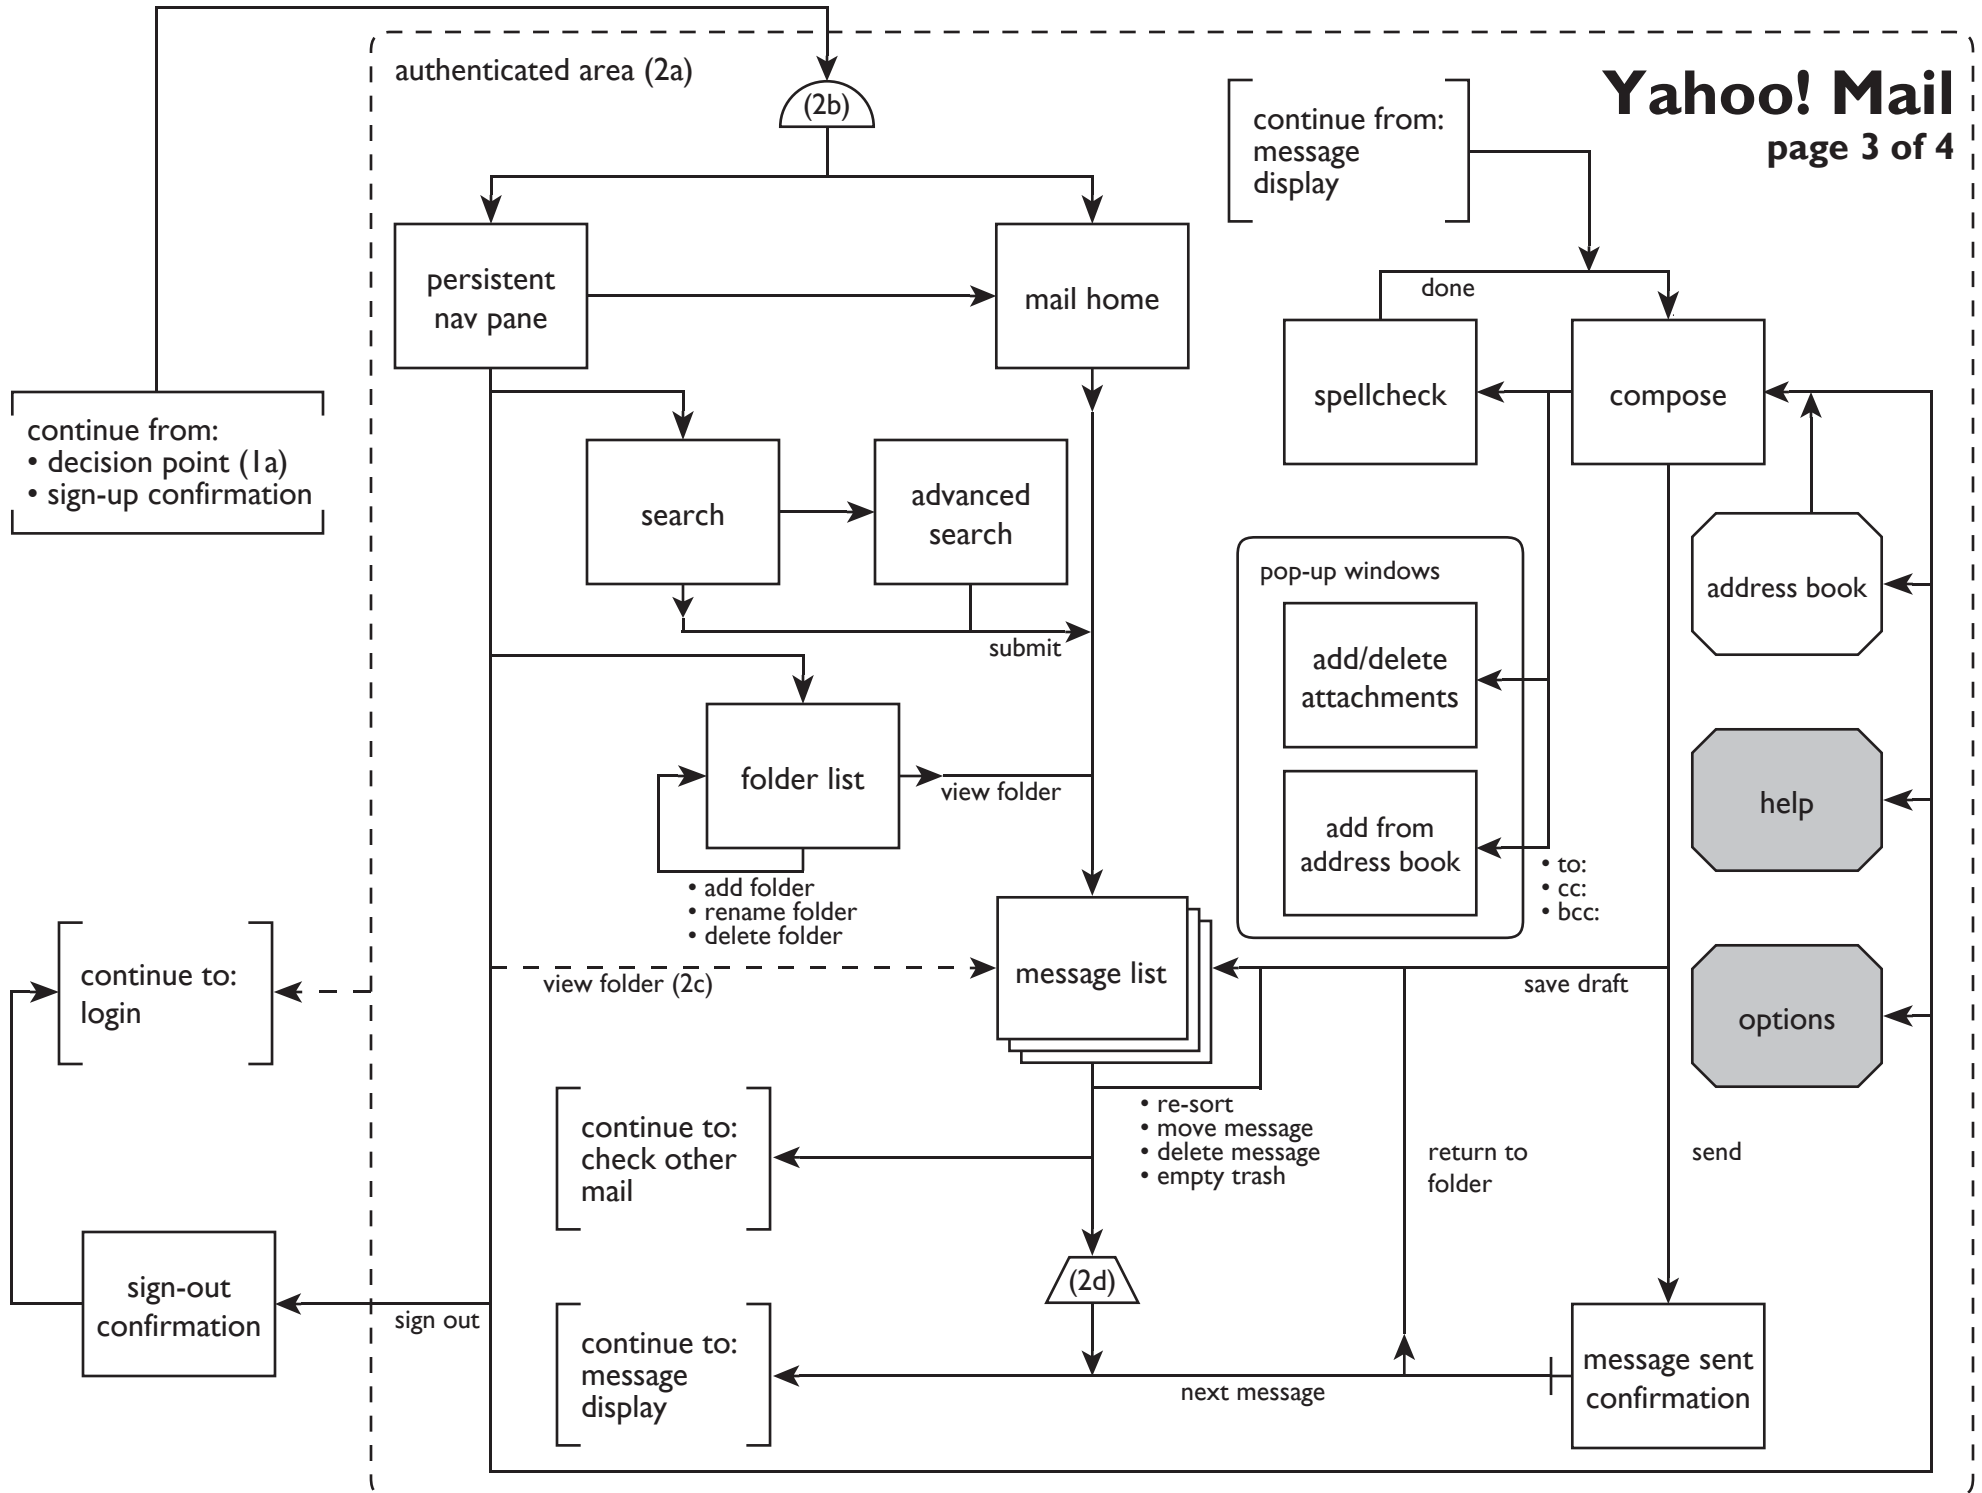 Yahoo! Mail
page 3 of 4
authenticated area (2a)
(2b)
continue from:
message
display
persistent
nav pane
mail home
done
spellcheck
compose
continue from:
• decision point (1a)
• sign-up confirmation
search
advanced
search
submit
pop-up windows
add/delete
attachments
address book
folder list
view folder
add from
address book
• to:
• cc:
• bcc:
help
• add folder
• rename folder
• delete folder
continue to:
login
view folder (2c)
message list
save draft
options
continue to:
check other
mail
• re-sort
• move message
• delete message
• empty trash
return to
folder
send
(2d)
sign-out
confirmation
sign out
continue to:
message
display
next message
message sent
confirmation